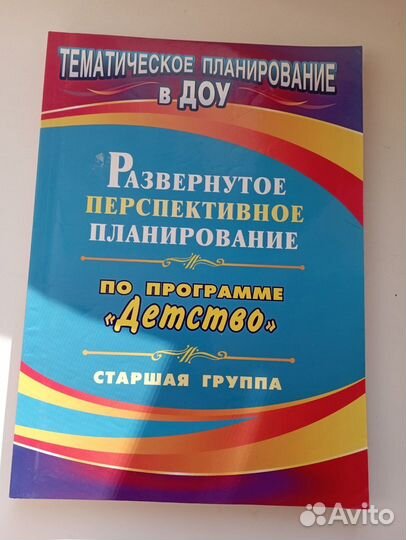 ТЕМАТИЧЕСКОЕ ПЛАНИРОВАНИЕ
В ДОУ
РАЗВЕРНУТОЕ
ПЕРСПЕКТИВНОЕ
ПЛАНИРОВАНИЕ
ПО ПРОГРАММЕ
«Детство»
СТАРШАЯ ГРУППА
Avito